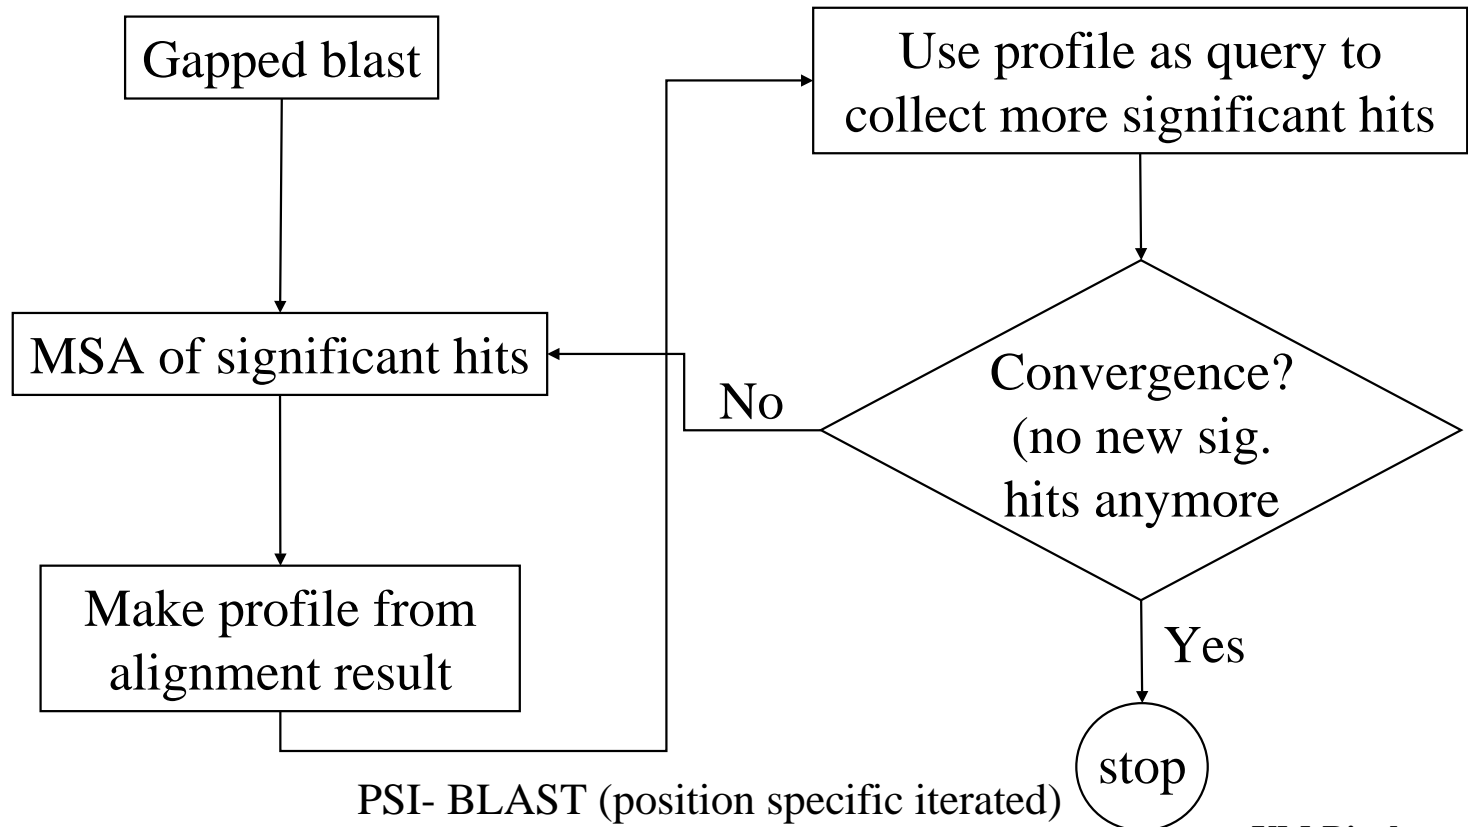 Gapped blast
MSA of significant hits
Make profile from
alignment result
Use profile as query to
collect more significant hits
Convergence?
(no new sig.
hits anymore
No
Yes
stop
PSI- BLAST (position specific iterated)